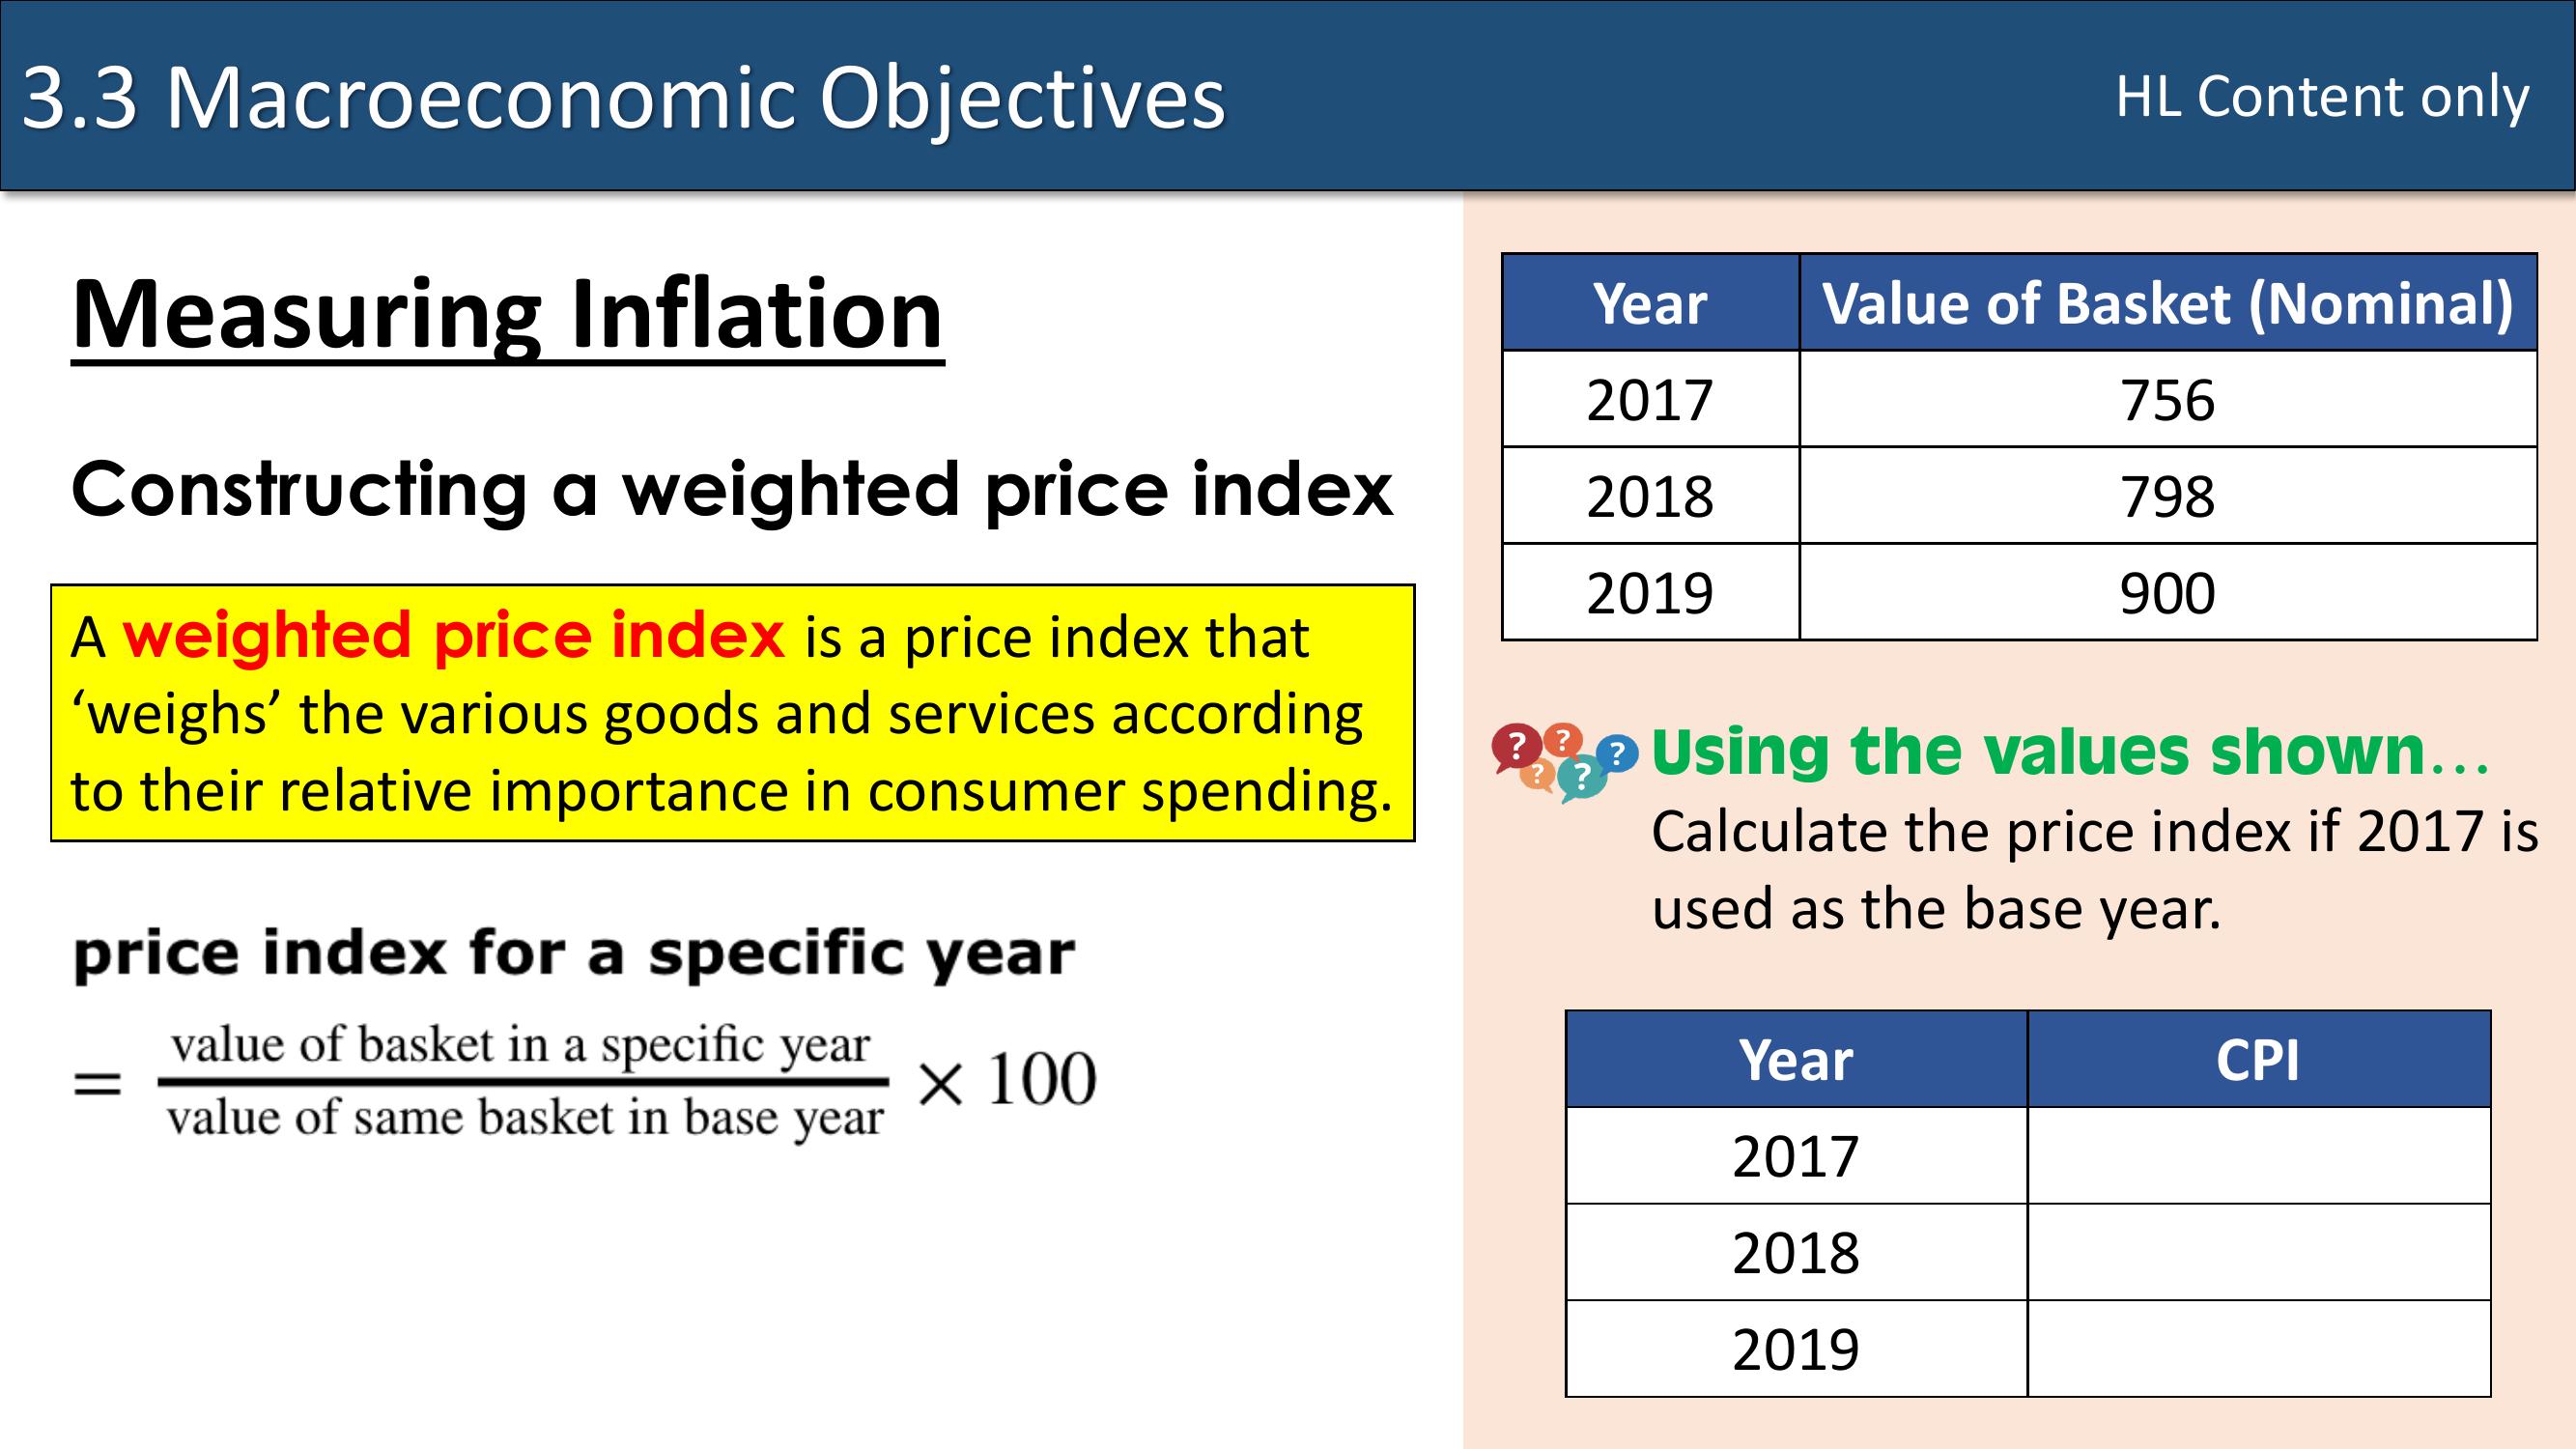 3.3 Macroeconomic Objectives
HL Content only
Measuring Inflation
Constructing a weighted price index
A weighted price index is a price index that
‘weighs’ the various goods and services according
to their relative importance in consumer spending.
price index for a specific year
= value of basket in a specific year / value of same basket in base year × 100
Year Value of Basket (Nominal)
2017 756
2018 798
2019 900
? ? ? ? ?
Using the values shown…
Calculate the price index if 2017 is
used as the base year.
Year CPI
2017
2018
2019